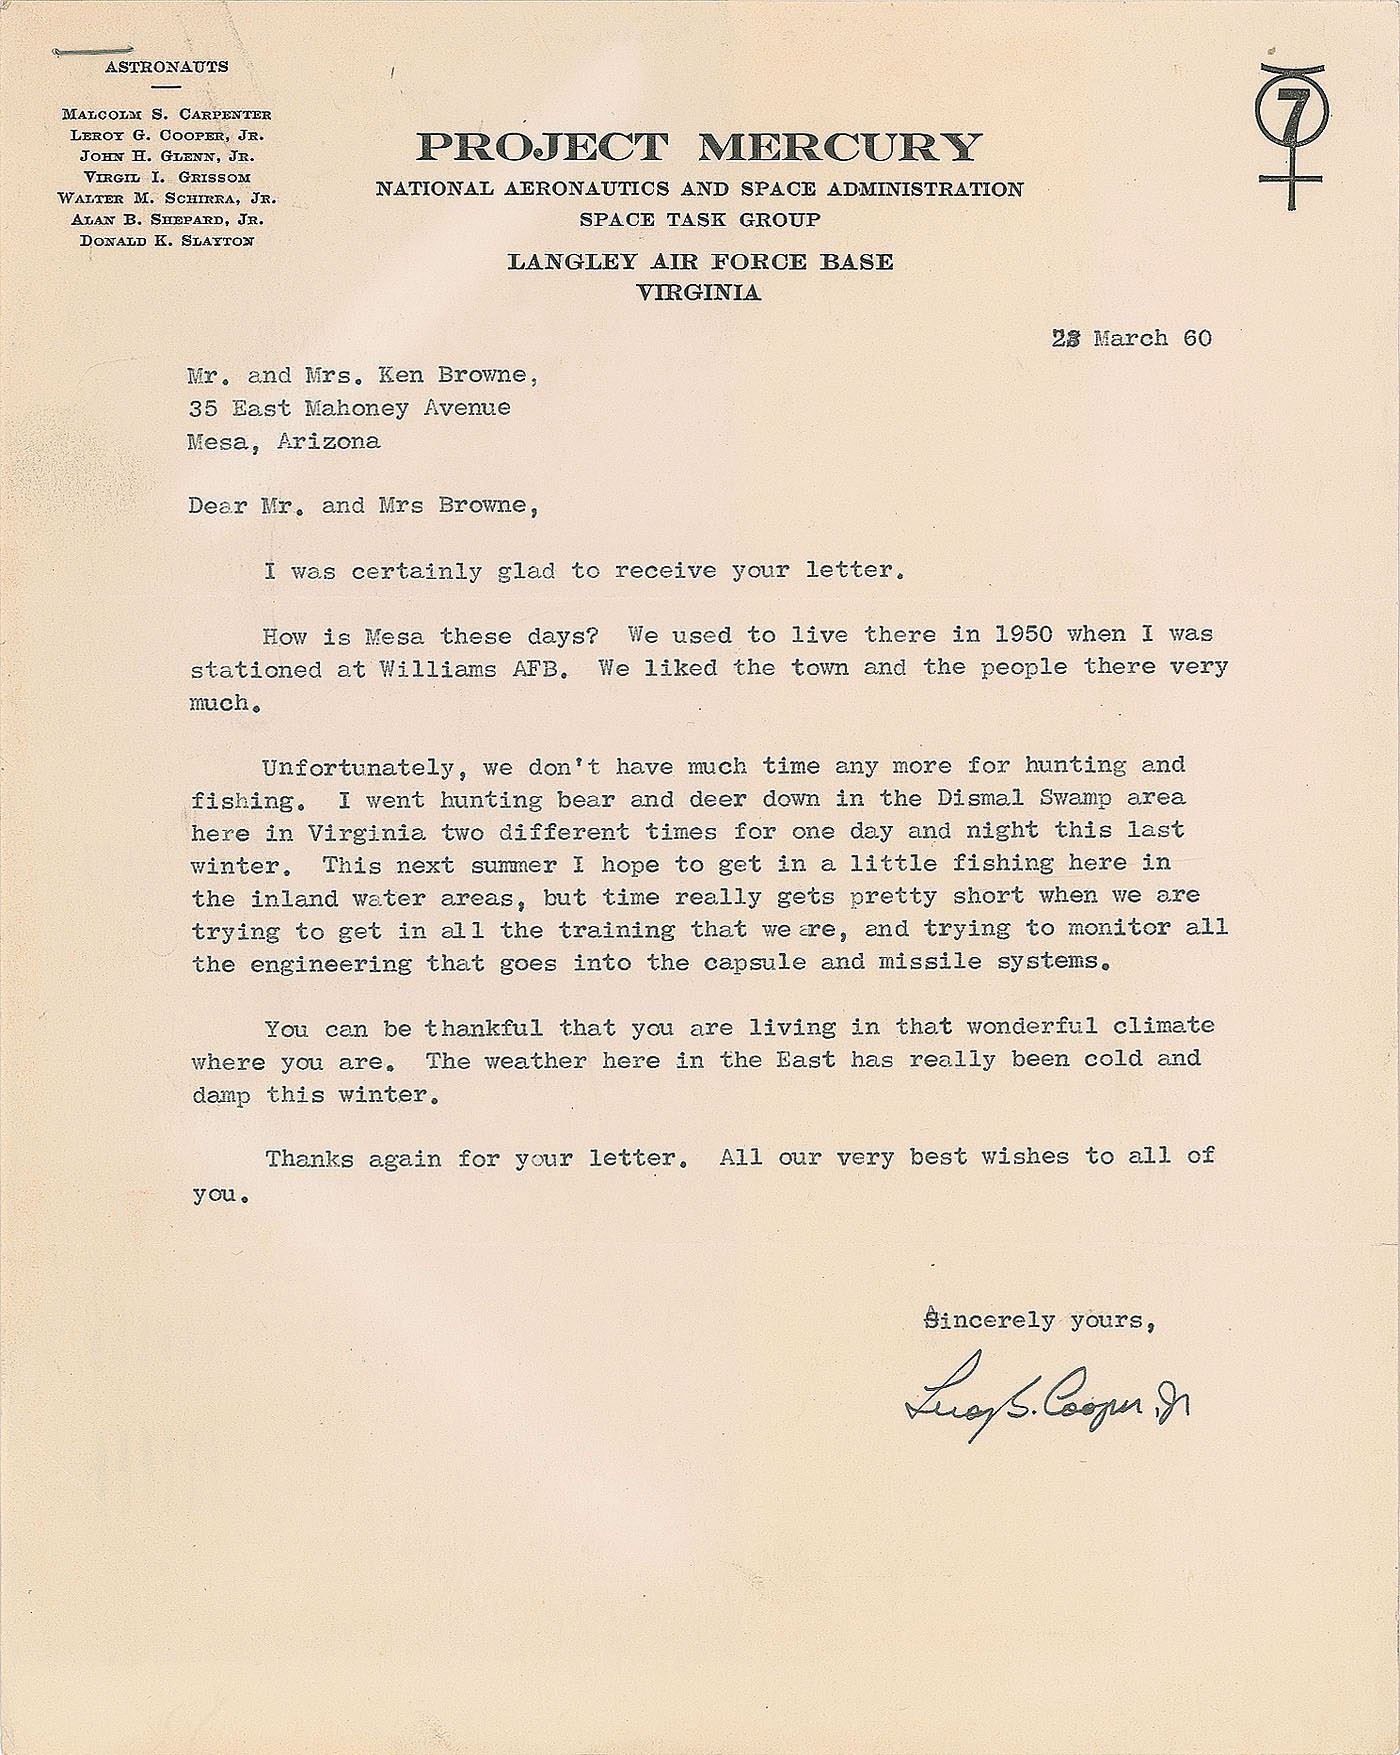 ASTRONAUTS
MALCOLM S. CARPENTER
LEROY G. COOPER, JR.
JOHN H. GLENN, JR.
VIRGIL I. GRISSOM
WALTER M. SCHIRRA, JR.
ALAN B. SHEPARD, JR.
DONALD K. SLAYTON
7
PROJECT MERCURY
NATIONAL AERONAUTICS AND SPACE ADMINISTRATION
SPACE TASK GROUP
LANGLEY AIR FORCE BASE
VIRGINIA
March 60
Mr. and Mrs. Ken Browne,
35 East Mahoney Avenue
Mesa, Arizona
Dear Mr. and Mrs Browne,
I was certainly glad to receive your letter.
How is Mesa these days?  We used to live there in 1950 when I was
stationed at Williams AFB.  We liked the town and the people there very
much.
Unfortunately, we don't have much time any more for hunting and
fishing.  I went hunting bear and deer down in the Dismal Swamp area
here in Virginia two different times for one day and night this last
winter.  This next summer I hope to get in a little fishing here in
the inland water areas, but time really gets pretty short when we are
trying to get in all the training that we are, and trying to monitor all
the engineering that goes into the capsule and missile systems.
You can be thankful that you are living in that wonderful climate
where you are.  The weather here in the East has really been cold and
damp this winter.
Thanks again for your letter.  All our very best wishes to all of
you.
Sincerely yours,
Leroy G. Cooper, Jr